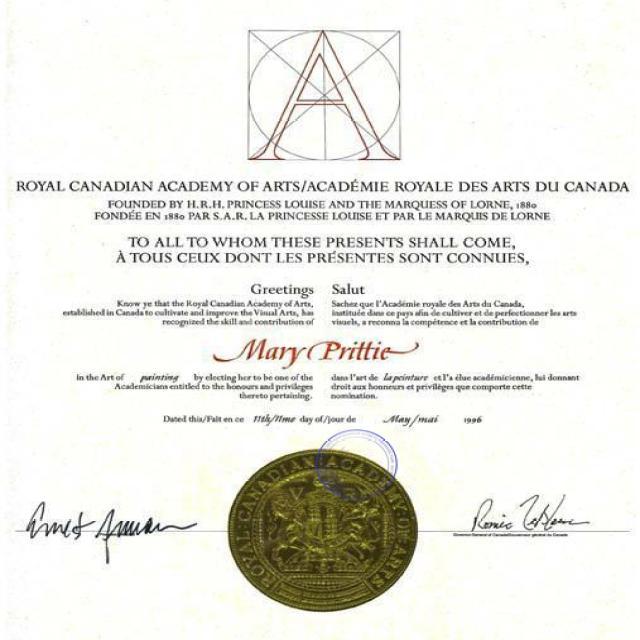 A
ROYAL CANADIAN ACADEMY OF ARTS/ACADÉMIE ROYALE DES ARTS DU CANADA
FOUNDED BY H.R.H. PRINCESS LOUISE AND THE MARQUESS OF LORNE, 1880
FONDÉE EN 1880 PAR S.A.R. LA PRINCESSE LOUISE ET PAR LE MARQUIS DE LORNE
TO ALL TO WHOM THESE PRESENTS SHALL COME,
À TOUS CEUX DONT LES PRÉSENTES SONT CONNUES,
Greetings
Know ye that the Royal Canadian Academy of Arts,
established in Canada to cultivate and improve the Visual Arts, has
recognized the skill and contribution of
Salut
Sachez que l'Académie royale des Arts du Canada,
instituée dans ce pays afin de cultiver et de perfectionner les arts
visuels, a reconnu la compétence et la contribution de
Mary Prittie
in the Art of painting by electing her to be one of the
Academicians entitled to the honours and privileges
thereto pertaining.
dans l'art de la peinture et l'a élue académicienne, lui donnant
droit aux honneurs et privilèges que comporte cette
nomination.
Dated this/Fait en ce 11th/11me day of/jour de May/mai 1996
ROYAL CANADIAN ACADEMY OF ARTS
V R
Governor-General of Canada/Gouverneur général du Canada